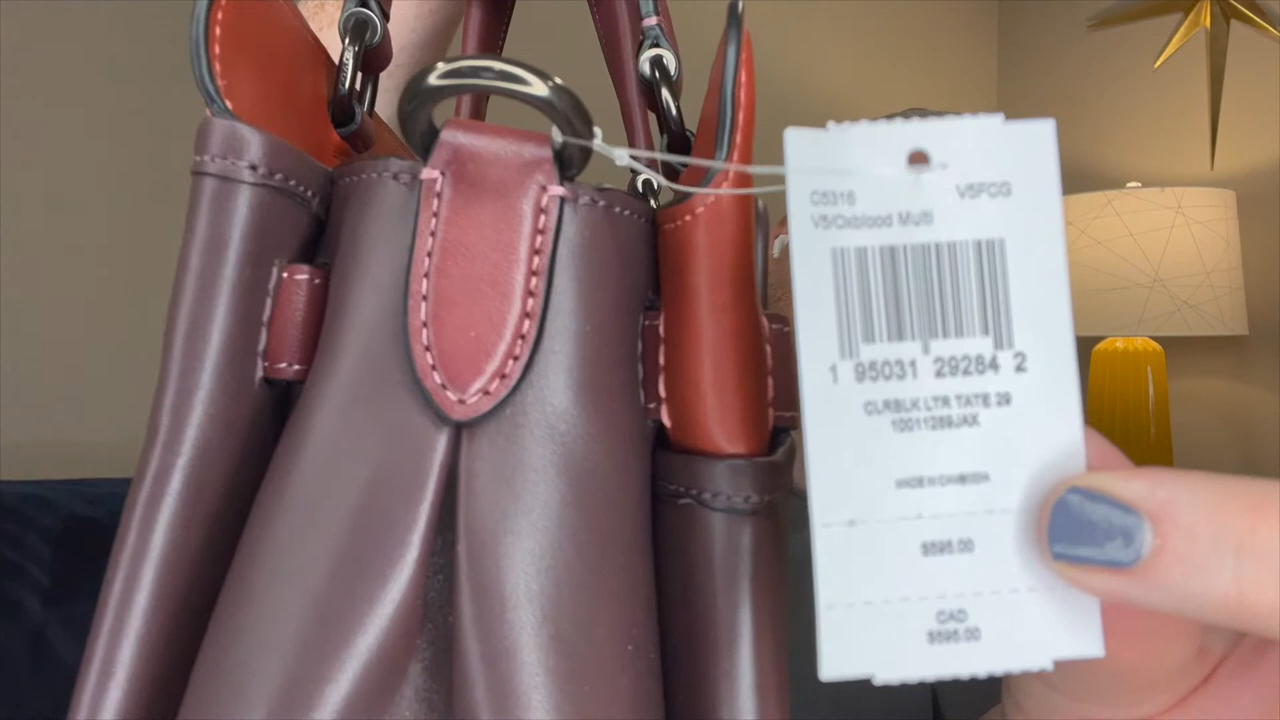 C5316 V5FCG
V5/Oxblood Multi
1 95031 29284 2
CLRBLK LTR TATE 29
10011289JAX
MADE IN CAMBODIA
$595.00
CAD
$595.00